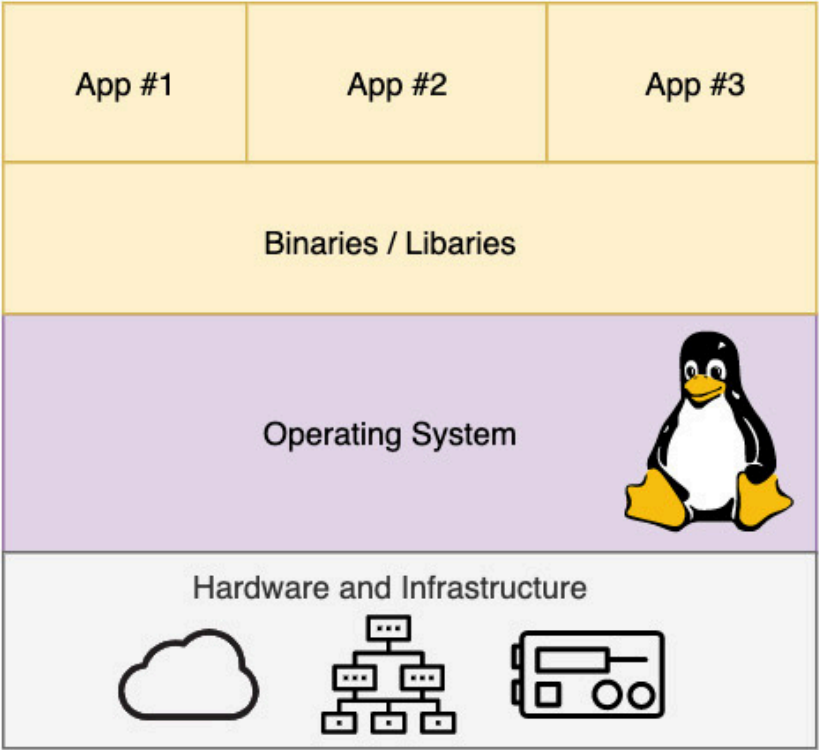 App #1
App #2
App #3
Binaries / Libaries
Operating System
Hardware and Infrastructure